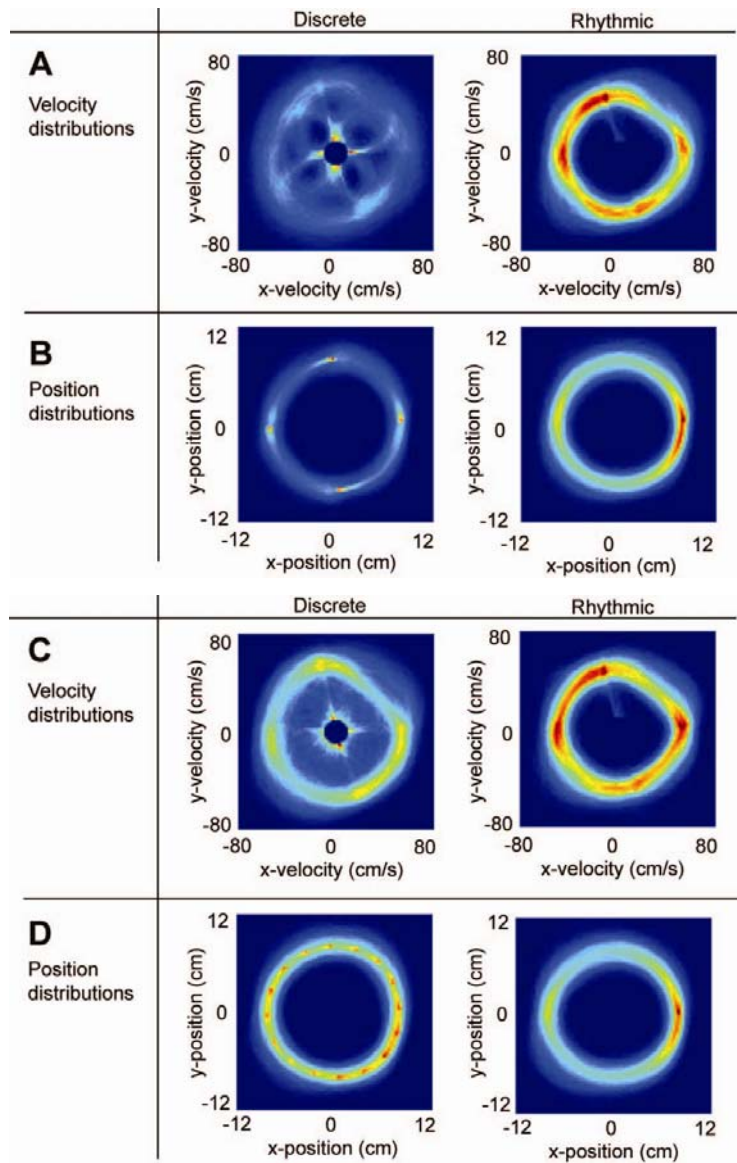 Discrete
Rhythmic
A
Velocity
distributions
y-velocity (cm/s)
80
0
-80
-80
0
80
x-velocity (cm/s)
y-velocity (cm/s)
80
0
-80
-80
0
80
x-velocity (cm/s)
B
Position
distributions
y-position (cm)
12
0
-12
-12
0
12
x-position (cm)
y-position (cm)
12
0
-12
-12
0
12
x-position (cm)
Discrete
Rhythmic
C
Velocity
distributions
y-velocity (cm/s)
80
0
-80
-80
0
80
x-velocity (cm/s)
y-velocity (cm/s)
80
0
-80
-80
0
80
x-velocity (cm/s)
D
Position
distributions
y-position (cm)
12
0
-12
-12
0
12
x-position (cm)
y-position (cm)
12
0
-12
-12
0
12
x-position (cm)